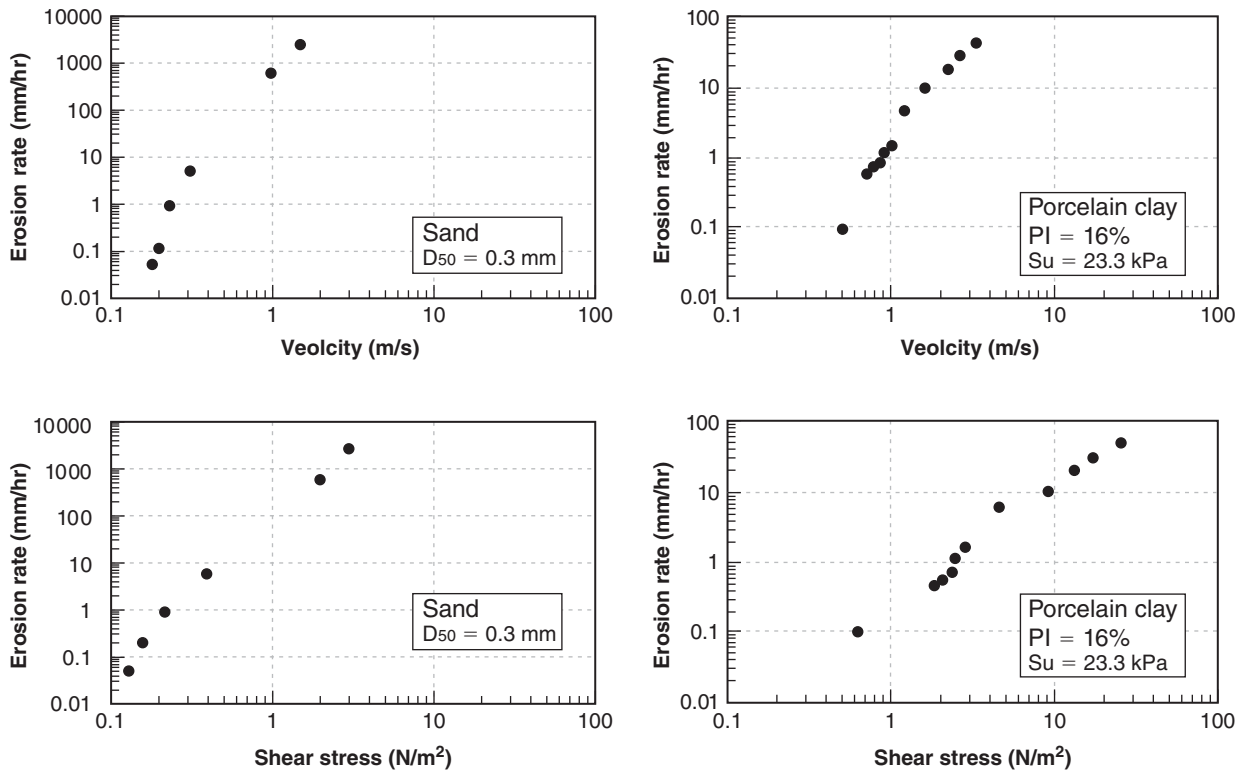 10000
1000
100
10
1
0.1
0.01
Erosion rate (mm/hr)
0.1
1
10
100
Veolcity (m/s)
Sand
D50 = 0.3 mm
100
10
1
0.1
0.01
Erosion rate (mm/hr)
0.1
1
10
100
Veolcity (m/s)
Porcelain clay
PI = 16%
Su = 23.3 kPa
10000
1000
100
10
1
0.1
0.01
Erosion rate (mm/hr)
0.1
1
10
100
Shear stress (N/m²)
Sand
D50 = 0.3 mm
100
10
1
0.1
0.01
Erosion rate (mm/hr)
0.1
1
10
100
Shear stress (N/m²)
Porcelain clay
PI = 16%
Su = 23.3 kPa